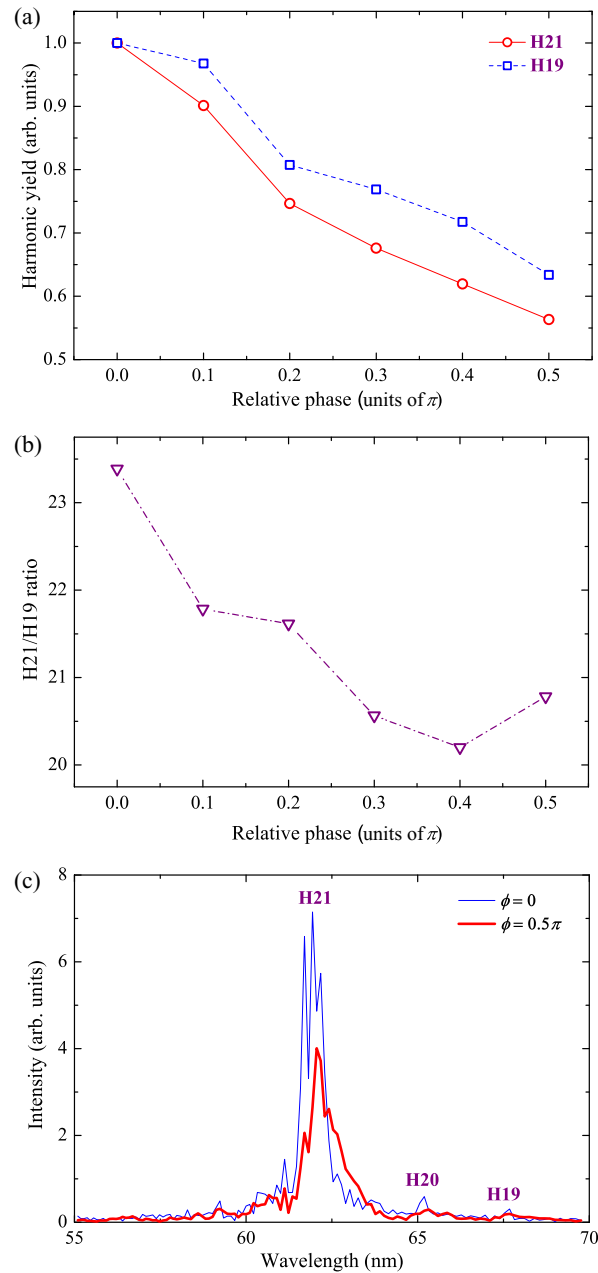 (a)
1.0
0.9
0.8
0.7
0.6
0.5
Harmonic yield (arb. units)
H21
H19
0.0 0.1 0.2 0.3 0.4 0.5
Relative phase (units of π)
(b)
23
22
21
20
H21/H19 ratio
0.0 0.1 0.2 0.3 0.4 0.5
Relative phase (units of π)
(c)
8
6
4
2
0
Intensity (arb. units)
H21
ϕ = 0
ϕ = 0.5π
H20
H19
55 60 65 70
Wavelength (nm)